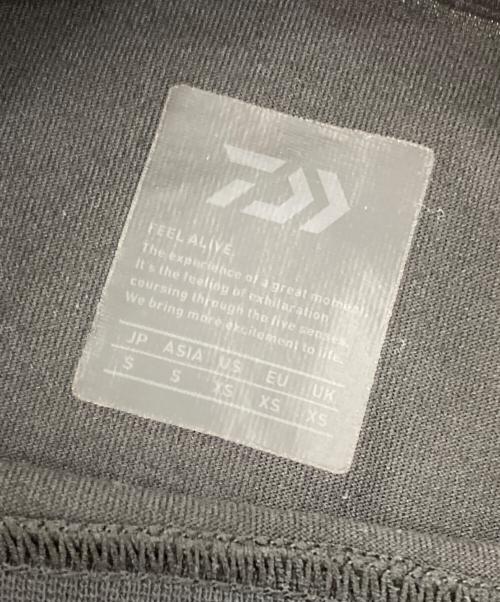 FEEL ALIVE.
The experience of a great moment,
It's the feeling of exhilaration
coursing through the five senses.
We bring more excitement to life.
JP ASIA US EU UK
S S XS XS XS